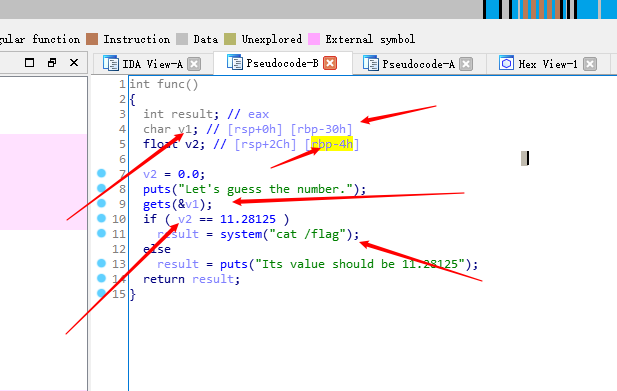 gular function Instruction Data Unexplored External symbol
IDA View-A Pseudocode-B Pseudocode-A Hex View-1
1 int func()
2 {
3 int result; // eax
4 char v1; // [rsp+0h] [rbp-30h]
5 float v2; // [rsp+2Ch] [rbp-4h]
6
7 v2 = 0.0;
8 puts("Let's guess the number.");
9 gets(&v1);
10 if ( v2 == 11.28125 )
11 result = system("cat /flag");
12 else
13 result = puts("Its value should be 11.28125");
14 return result;
15 }